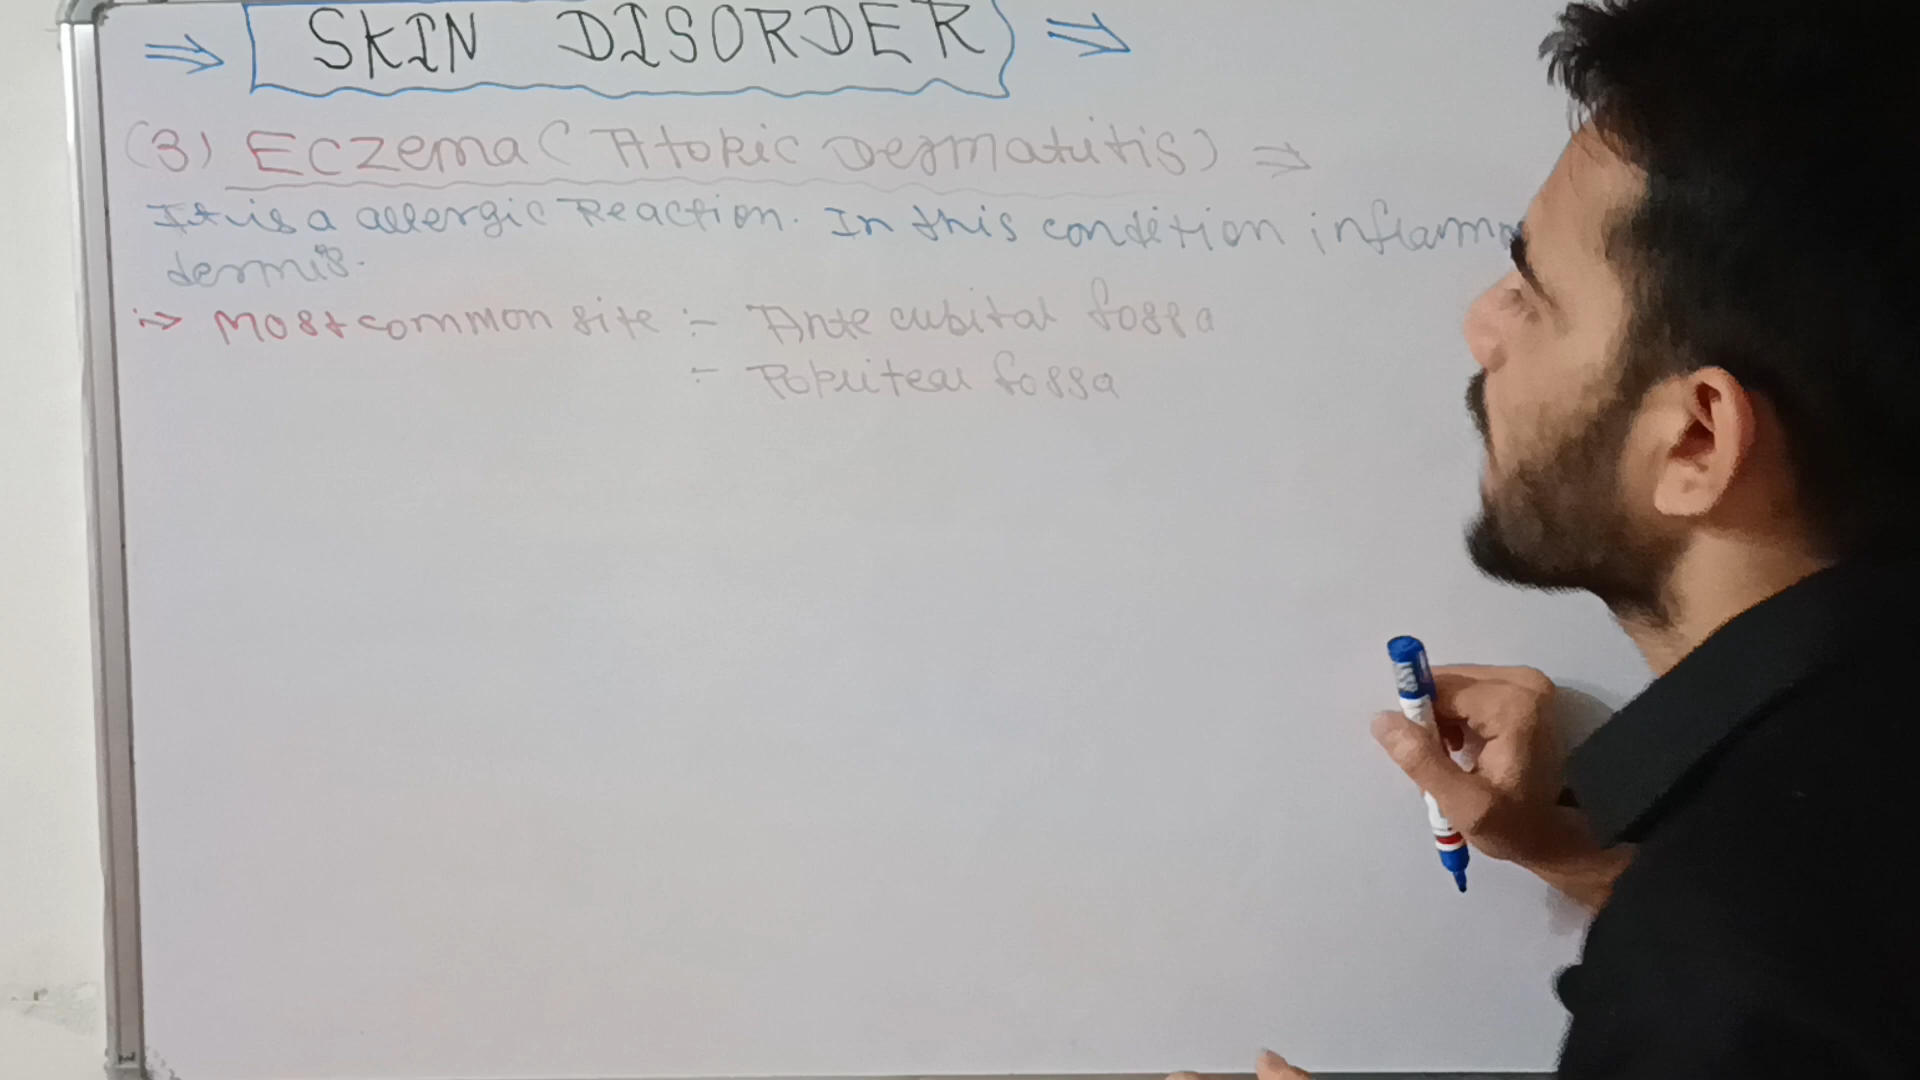 ⇒ SKIN DISORDER ⇒
(3) Eczema (Atopic Dermatitis) ⇒
It is a allergic Reaction. In this condition inflamm
dermis.
:-> Most common site :- Ante cubital fossa
:- Popliteal fossa